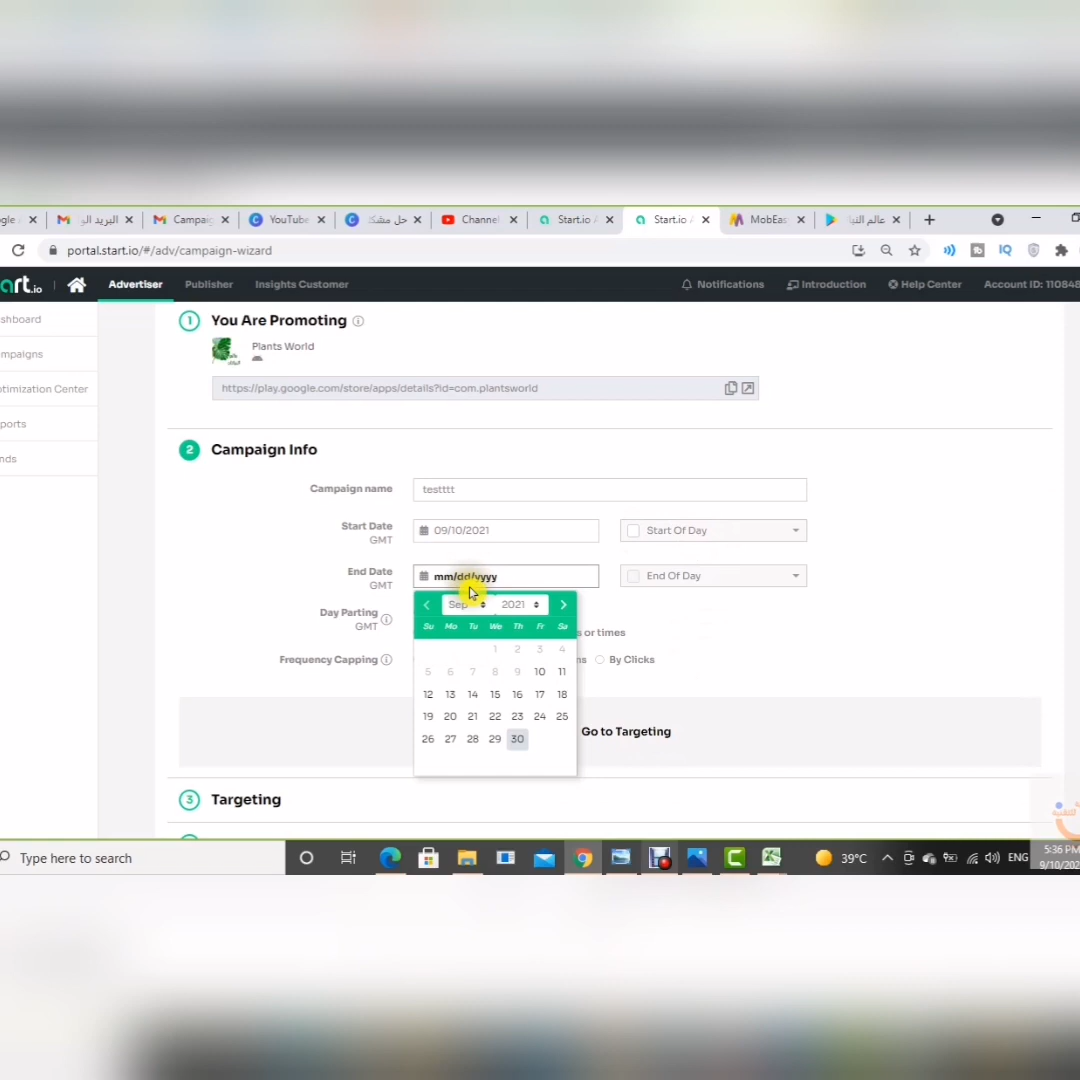 gle A
البريد ال
Campaig
YouTube
حل مشك
Channel
Start.io A
Start.io A
MobEas
عالم النبا
portal.start.io/#/adv/campaign-wizard
IQ
art.io
Advertiser
Publisher
Insights Customer
Notifications
Introduction
Help Center
Account ID: 110848
shboard
mpaigns
timization Center
ports
nds
1 You Are Promoting
Plants World
https://play.google.com/store/apps/details?id=com.plantsworld
2 Campaign Info
Campaign name testttt
Start Date 09/10/2021 Start Of Day
GMT
End Date mm/dd/yyyy End Of Day
GMT
Sep 2021
Su Mo Tu We Th Fr Sa
1 2 3 4
5 6 7 8 9 10 11
12 13 14 15 16 17 18
19 20 21 22 23 24 25
26 27 28 29 30
Day Parting
GMT
s or times
Frequency Capping
ns By Clicks
Go to Targeting
3 Targeting
Type here to search
39°C
ENG
5:36 PM
9/10/202